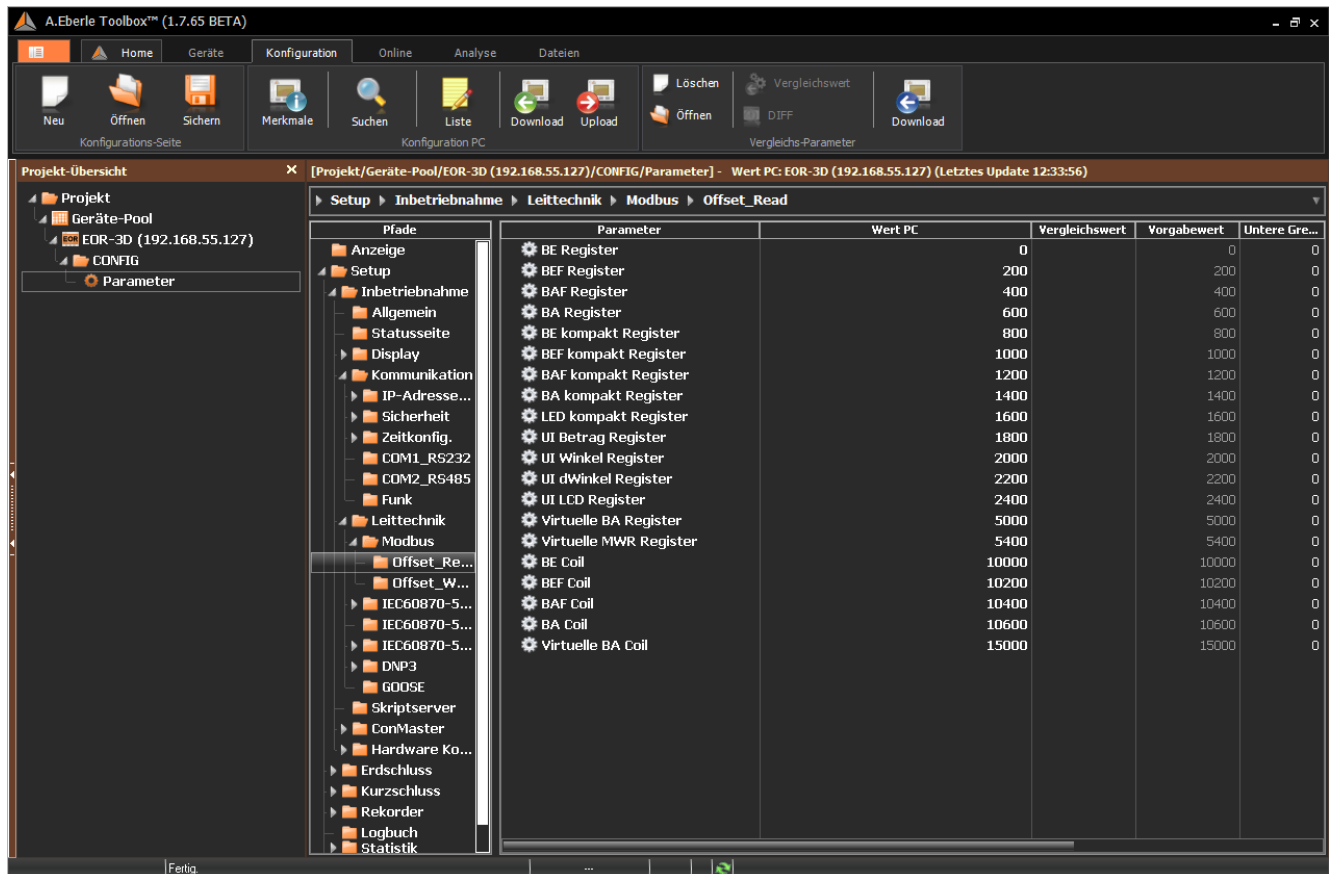 A.Eberle Toolbox™ (1.7.65 BETA)
Home Geräte Konfiguration Online Analyse Dateien
Neu Öffnen Sichern
Konfigurations-Seite
Merkmale Suchen Liste Download Upload
Konfiguration PC
Löschen Vergleichswert
Öffnen DIFF Download
Vergleichs-Parameter
Projekt-Übersicht
Projekt
Geräte-Pool
EOR EOR-3D (192.168.55.127)
CONFIG
Parameter
[Projekt/Geräte-Pool/EOR-3D (192.168.55.127)/CONFIG/Parameter] - Wert PC: EOR-3D (192.168.55.127) (Letztes Update 12:33:56)
Setup Inbetriebnahme Leittechnik Modbus Offset_Read
Pfade
Anzeige
Setup
Inbetriebnahme
Allgemein
Statusseite
Display
Kommunikation
IP-Adresse...
Sicherheit
Zeitkonfig.
COM1_RS232
COM2_RS485
Funk
Leittechnik
Modbus
Offset_Re...
Offset_W...
IEC60870-5...
IEC60870-5...
IEC60870-5...
DNP3
GOOSE
Skriptserver
ConMaster
Hardware Ko...
Erdschluss
Kurzschluss
Rekorder
Logbuch
Statistik
Parameter Wert PC Vergleichswert Vorgabewert Untere Gre...
BE Register 0 0 0
BEF Register 200 200 0
BAF Register 400 400 0
BA Register 600 600 0
BE kompakt Register 800 800 0
BEF kompakt Register 1000 1000 0
BAF kompakt Register 1200 1200 0
BA kompakt Register 1400 1400 0
LED kompakt Register 1600 1600 0
UI Betrag Register 1800 1800 0
UI Winkel Register 2000 2000 0
UI dWinkel Register 2200 2200 0
UI LCD Register 2400 2400 0
Virtuelle BA Register 5000 5000 0
Virtuelle MWR Register 5400 5400 0
BE Coil 10000 10000 0
BEF Coil 10200 10200 0
BAF Coil 10400 10400 0
BA Coil 10600 10600 0
Virtuelle BA Coil 15000 15000 0
Fertig. ...